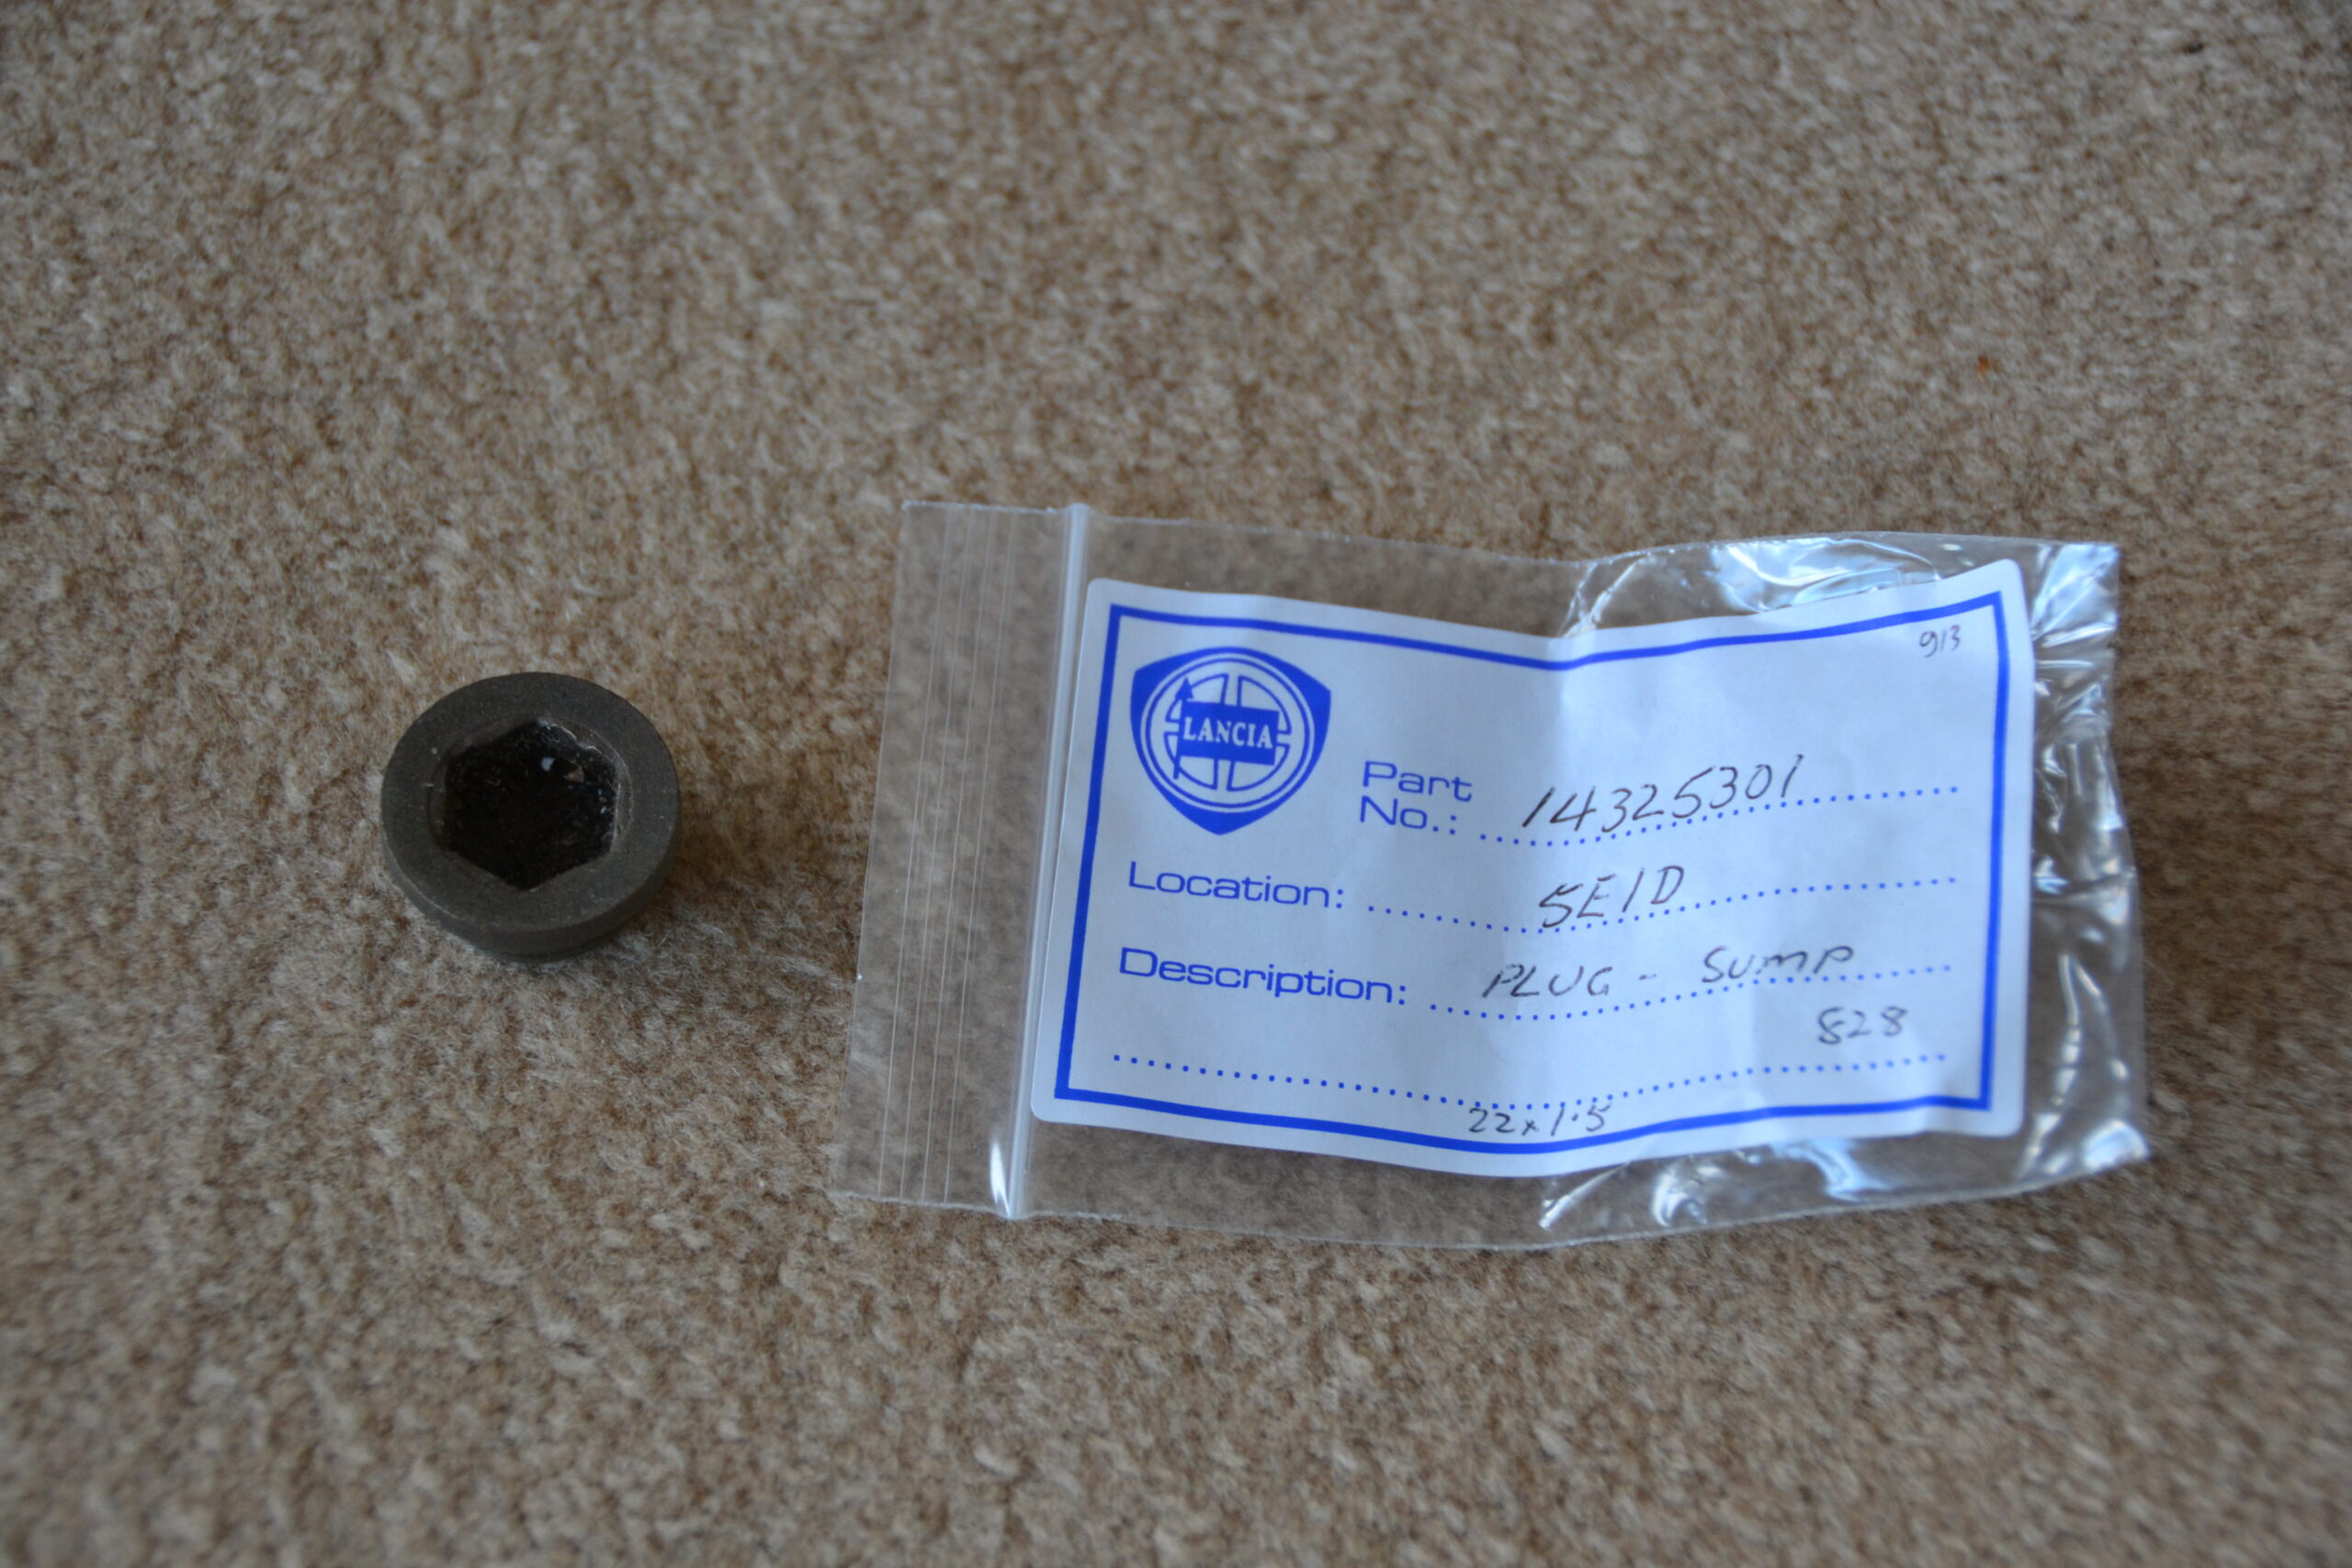 913
LANCIA
Part
No.: 14325301
Location: 5E1D
Description: PLUG - SUMP
828
22x1.5